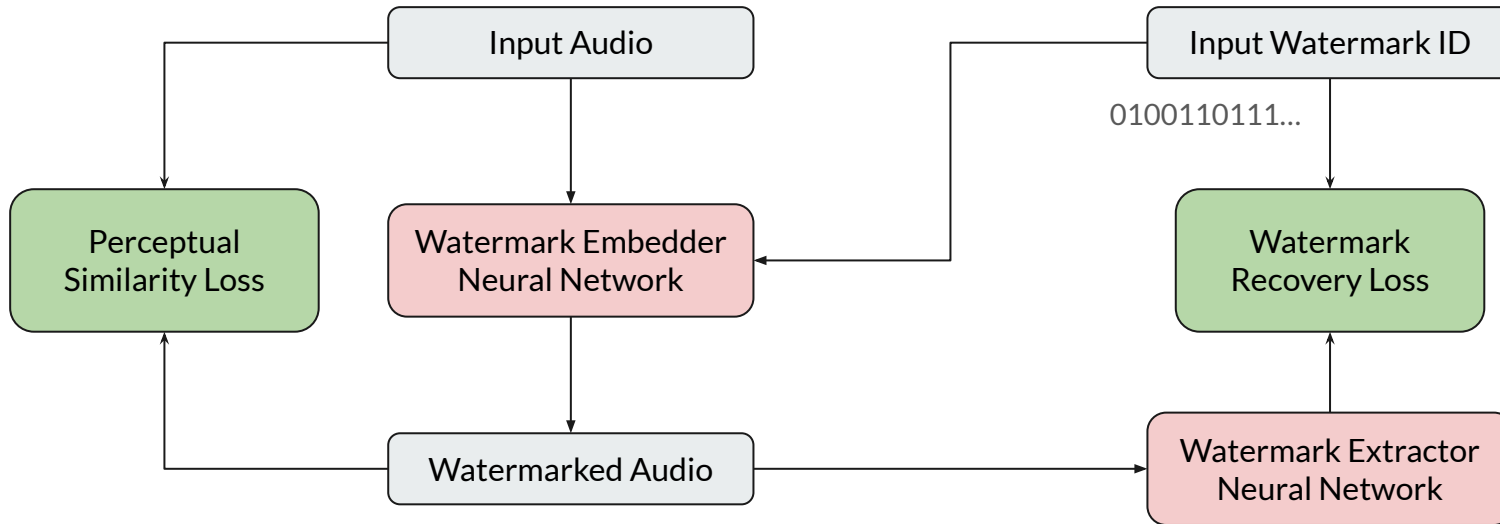 Input Audio
Input Watermark ID
0100110111...
Perceptual
Similarity Loss
Watermark Embedder
Neural Network
Watermark
Recovery Loss
Watermarked Audio
Watermark Extractor
Neural Network